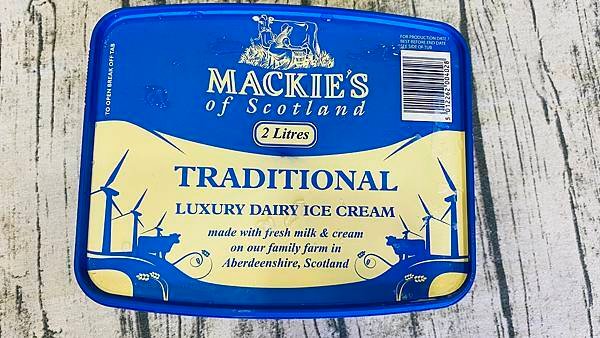 TO OPEN BREAK OFF TAB
FOR PRODUCTION DATE /
BEST BEFORE END DATE
SEE SIDE OF TUB
MACKIE'S
of Scotland
2 Litres
TRADITIONAL
LUXURY DAIRY ICE CREAM
made with fresh milk & cream
on our family farm in
Aberdeenshire, Scotland